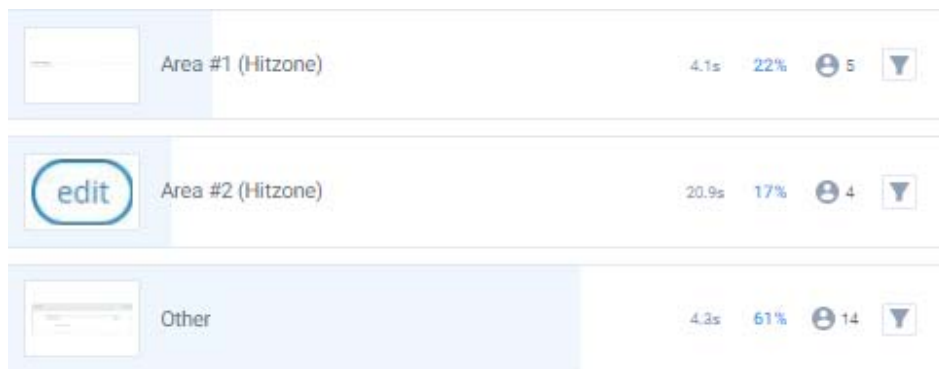 Area #1 (Hitzone) 4.1s 22% 5
edit Area #2 (Hitzone) 20.9s 17% 4
Other 4.3s 61% 14